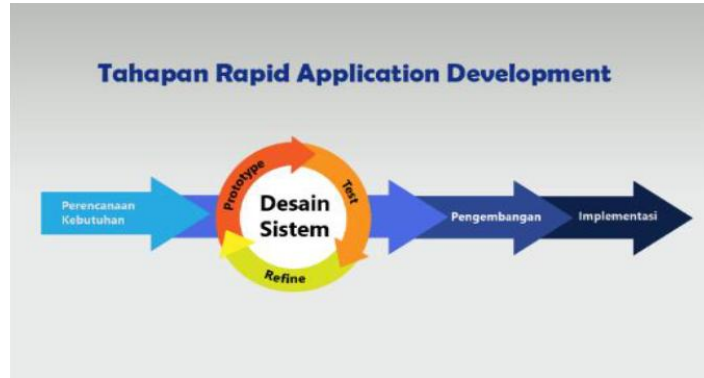 Tahapan Rapid Application Development
Perencanaan
Kebutuhan
Prototype
Test
Refine
Desain
Sistem
Pengembangan
Implementasi